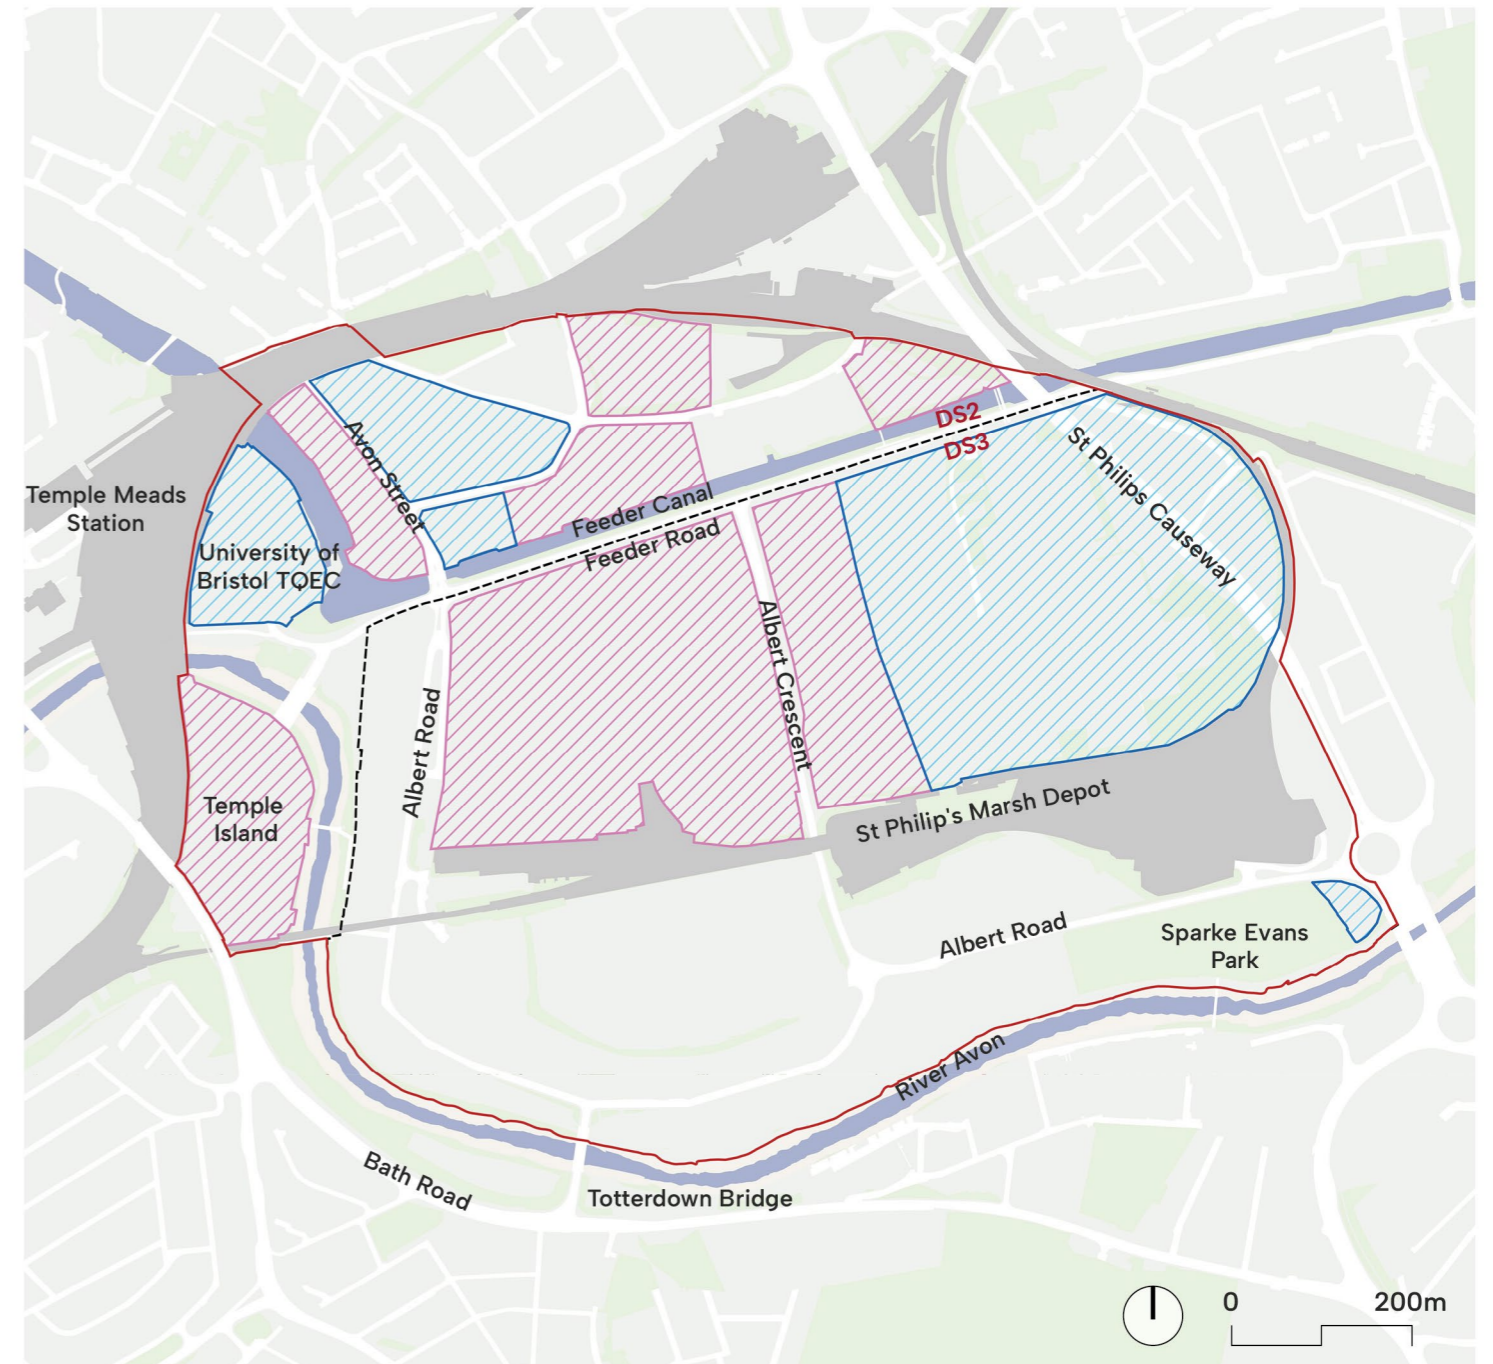 DS2
DS3
Avon Street
St Philips Causeway
Temple Meads
Station
Feeder Canal
Feeder Road
University of
Bristol TQEC
Albert Crescent
Albert Road
Temple
Island
St Philip's Marsh Depot
Albert Road
Sparke Evans
Park
River Avon
Bath Road
Totterdown Bridge
0 200m